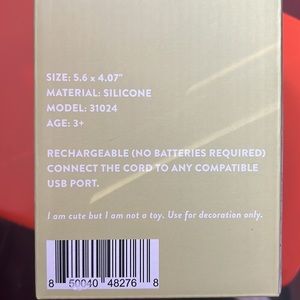 SIZE: 5.6 x 4.07"
MATERIAL: SILICONE
MODEL: 31024
AGE: 3+
RECHARGEABLE (NO BATTERIES REQUIRED)
CONNECT THE CORD TO ANY COMPATIBLE
USB PORT.
I am cute but I am not a toy. Use for decoration only.
8 50040 48276 8